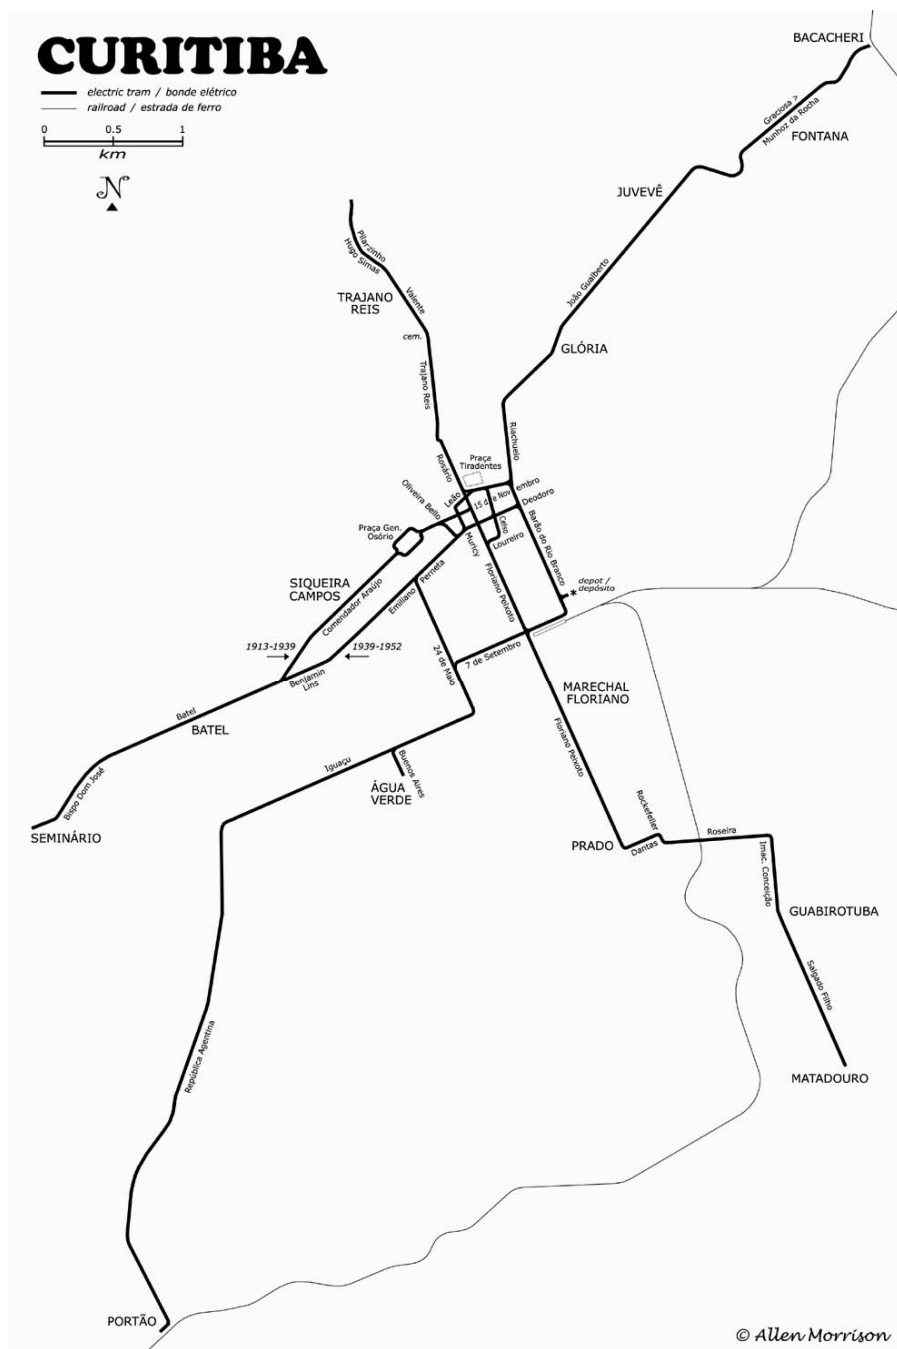 CURITIBA
electric tram / bonde elétrico
railroad / estrada de ferro
0 0.5 1
km
N
BACACHERI
Graciosa >
Munhoz da Rocha
FONTANA
JUVEVÊ
Pilarzinho
Hugo Simas
Valente
TRAJANO
REIS
João Gualberto
cem.
GLÓRIA
Trajano Reis
Riachuelo
Rosário
Praça
Tiradentes
Oliveira Bello
Leão
15 de Novembro
Deodoro
Praça Gen.
Osório
Muricy
Celso
Loureiro
Barão do Rio Branco
Floriano Peixoto
SIQUEIRA
CAMPOS
Comendador Araújo
Emiliano Perneta
depot /
depósito
*
1913-1939
1939-1952
24 de Maio
7 de Setembro
Benjamin
Lins
MARECHAL
FLORIANO
Batel
BATEL
Floriano Peixoto
Iguaçu
Buenos Aires
ÁGUA
VERDE
Bispo Dom José
SEMINÁRIO
Rockefeller
PRADO
Dantas
Roseira
Imac. Conceição
GUABIROTUBA
Salgado Filho
República Agentina
MATADOURO
PORTÃO
© Allen Morrison